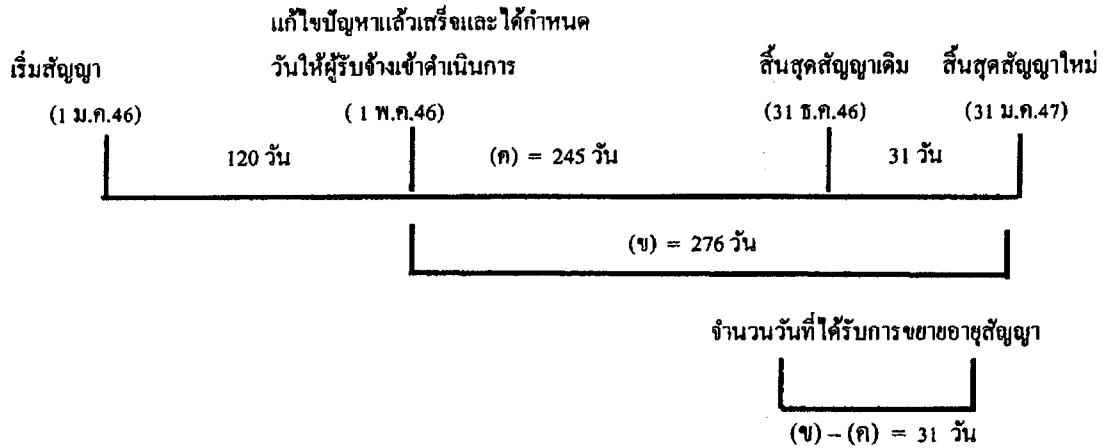 แก้ไขปัญหาแล้วเสร็จและได้กำหนด
เริ่มสัญญา วันให้ผู้รับจ้างเข้าดำเนินการ สิ้นสุดสัญญาเดิม สิ้นสุดสัญญาใหม่
(1 ม.ค.46) ( 1 พ.ค.46) (31 ธ.ค.46) (31 ม.ค.47)
120 วัน (ค) = 245 วัน 31 วัน
(ข) = 276 วัน
จำนวนวันที่ได้รับการขยายอายุสัญญา
(ข) – (ค) = 31 วัน